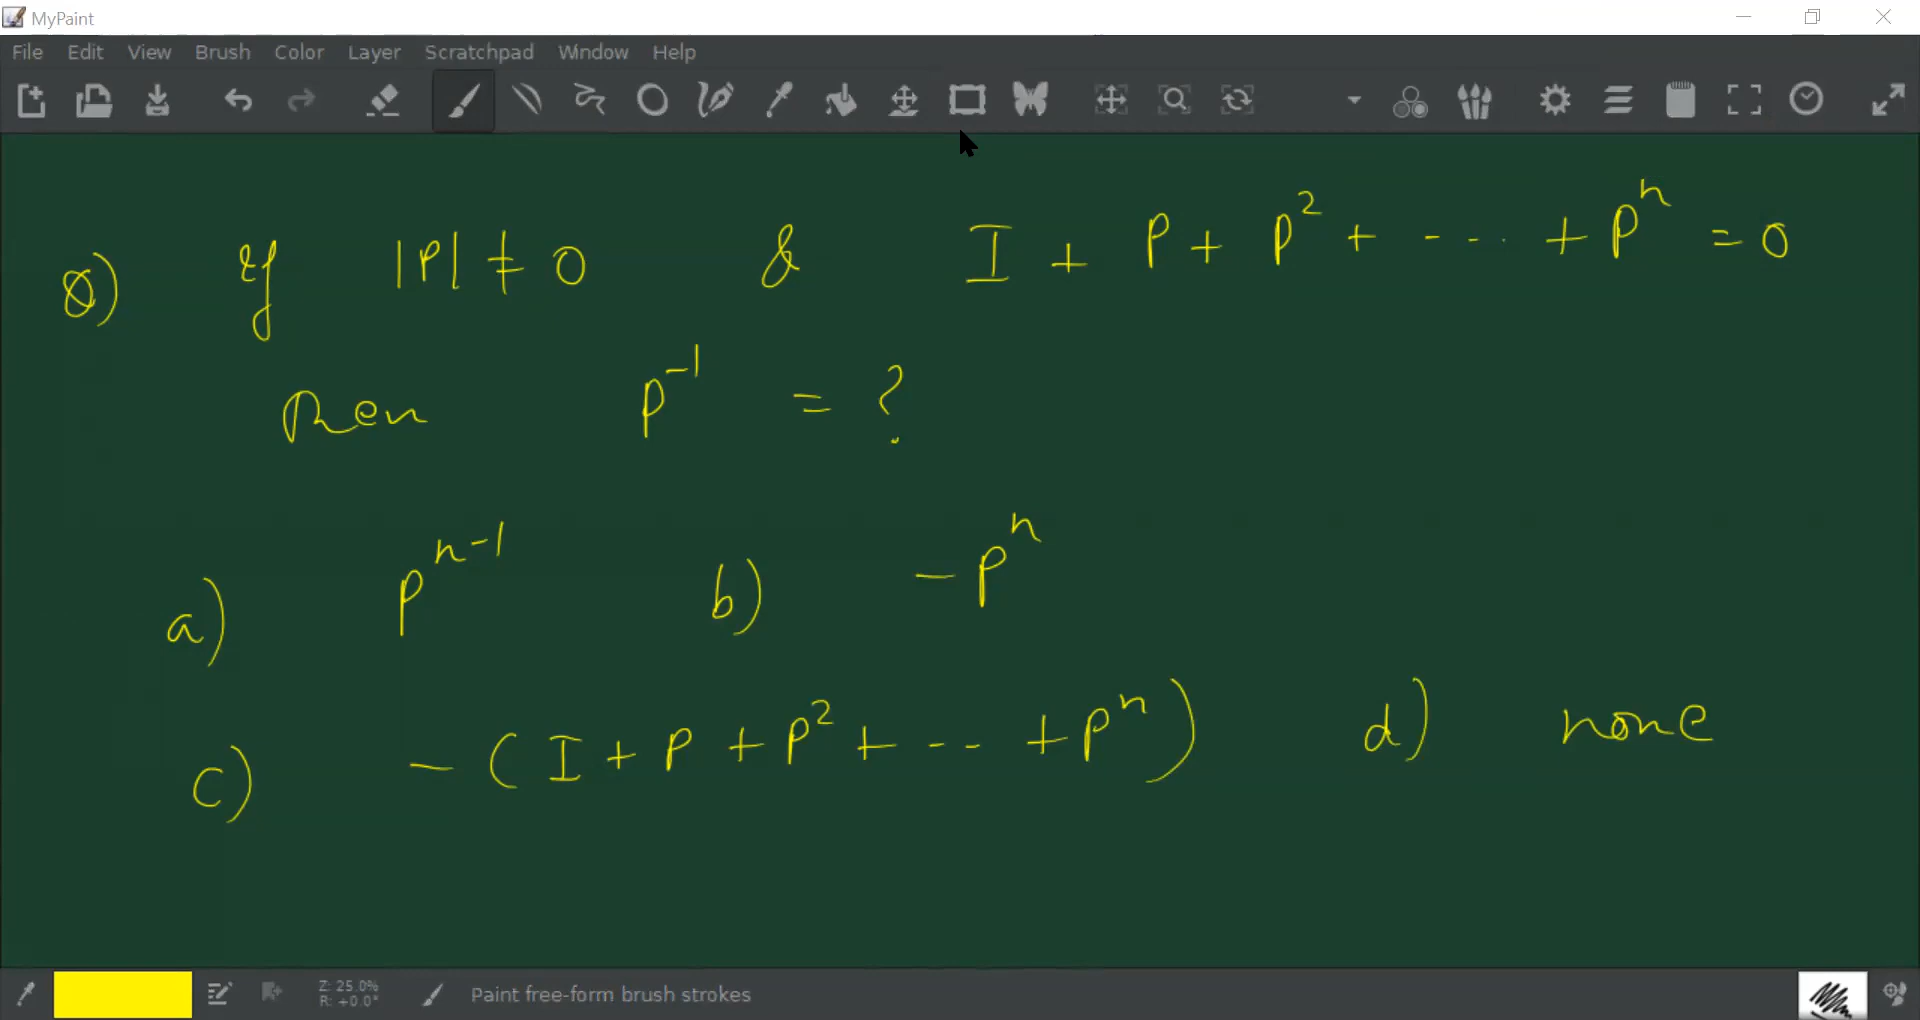 MyPaint
File Edit View Brush Color Layer Scratchpad Window Help
Q) If |P| ≠ 0 & I + P + P² + - - ·· + Pⁿ = 0
Then P⁻¹ = ?
a) Pⁿ⁻¹ b) - Pⁿ
c) - ( I + P + P² + - - + Pⁿ ) d) none
Z: 25.0% Paint free-form brush strokes
R: +0.0°